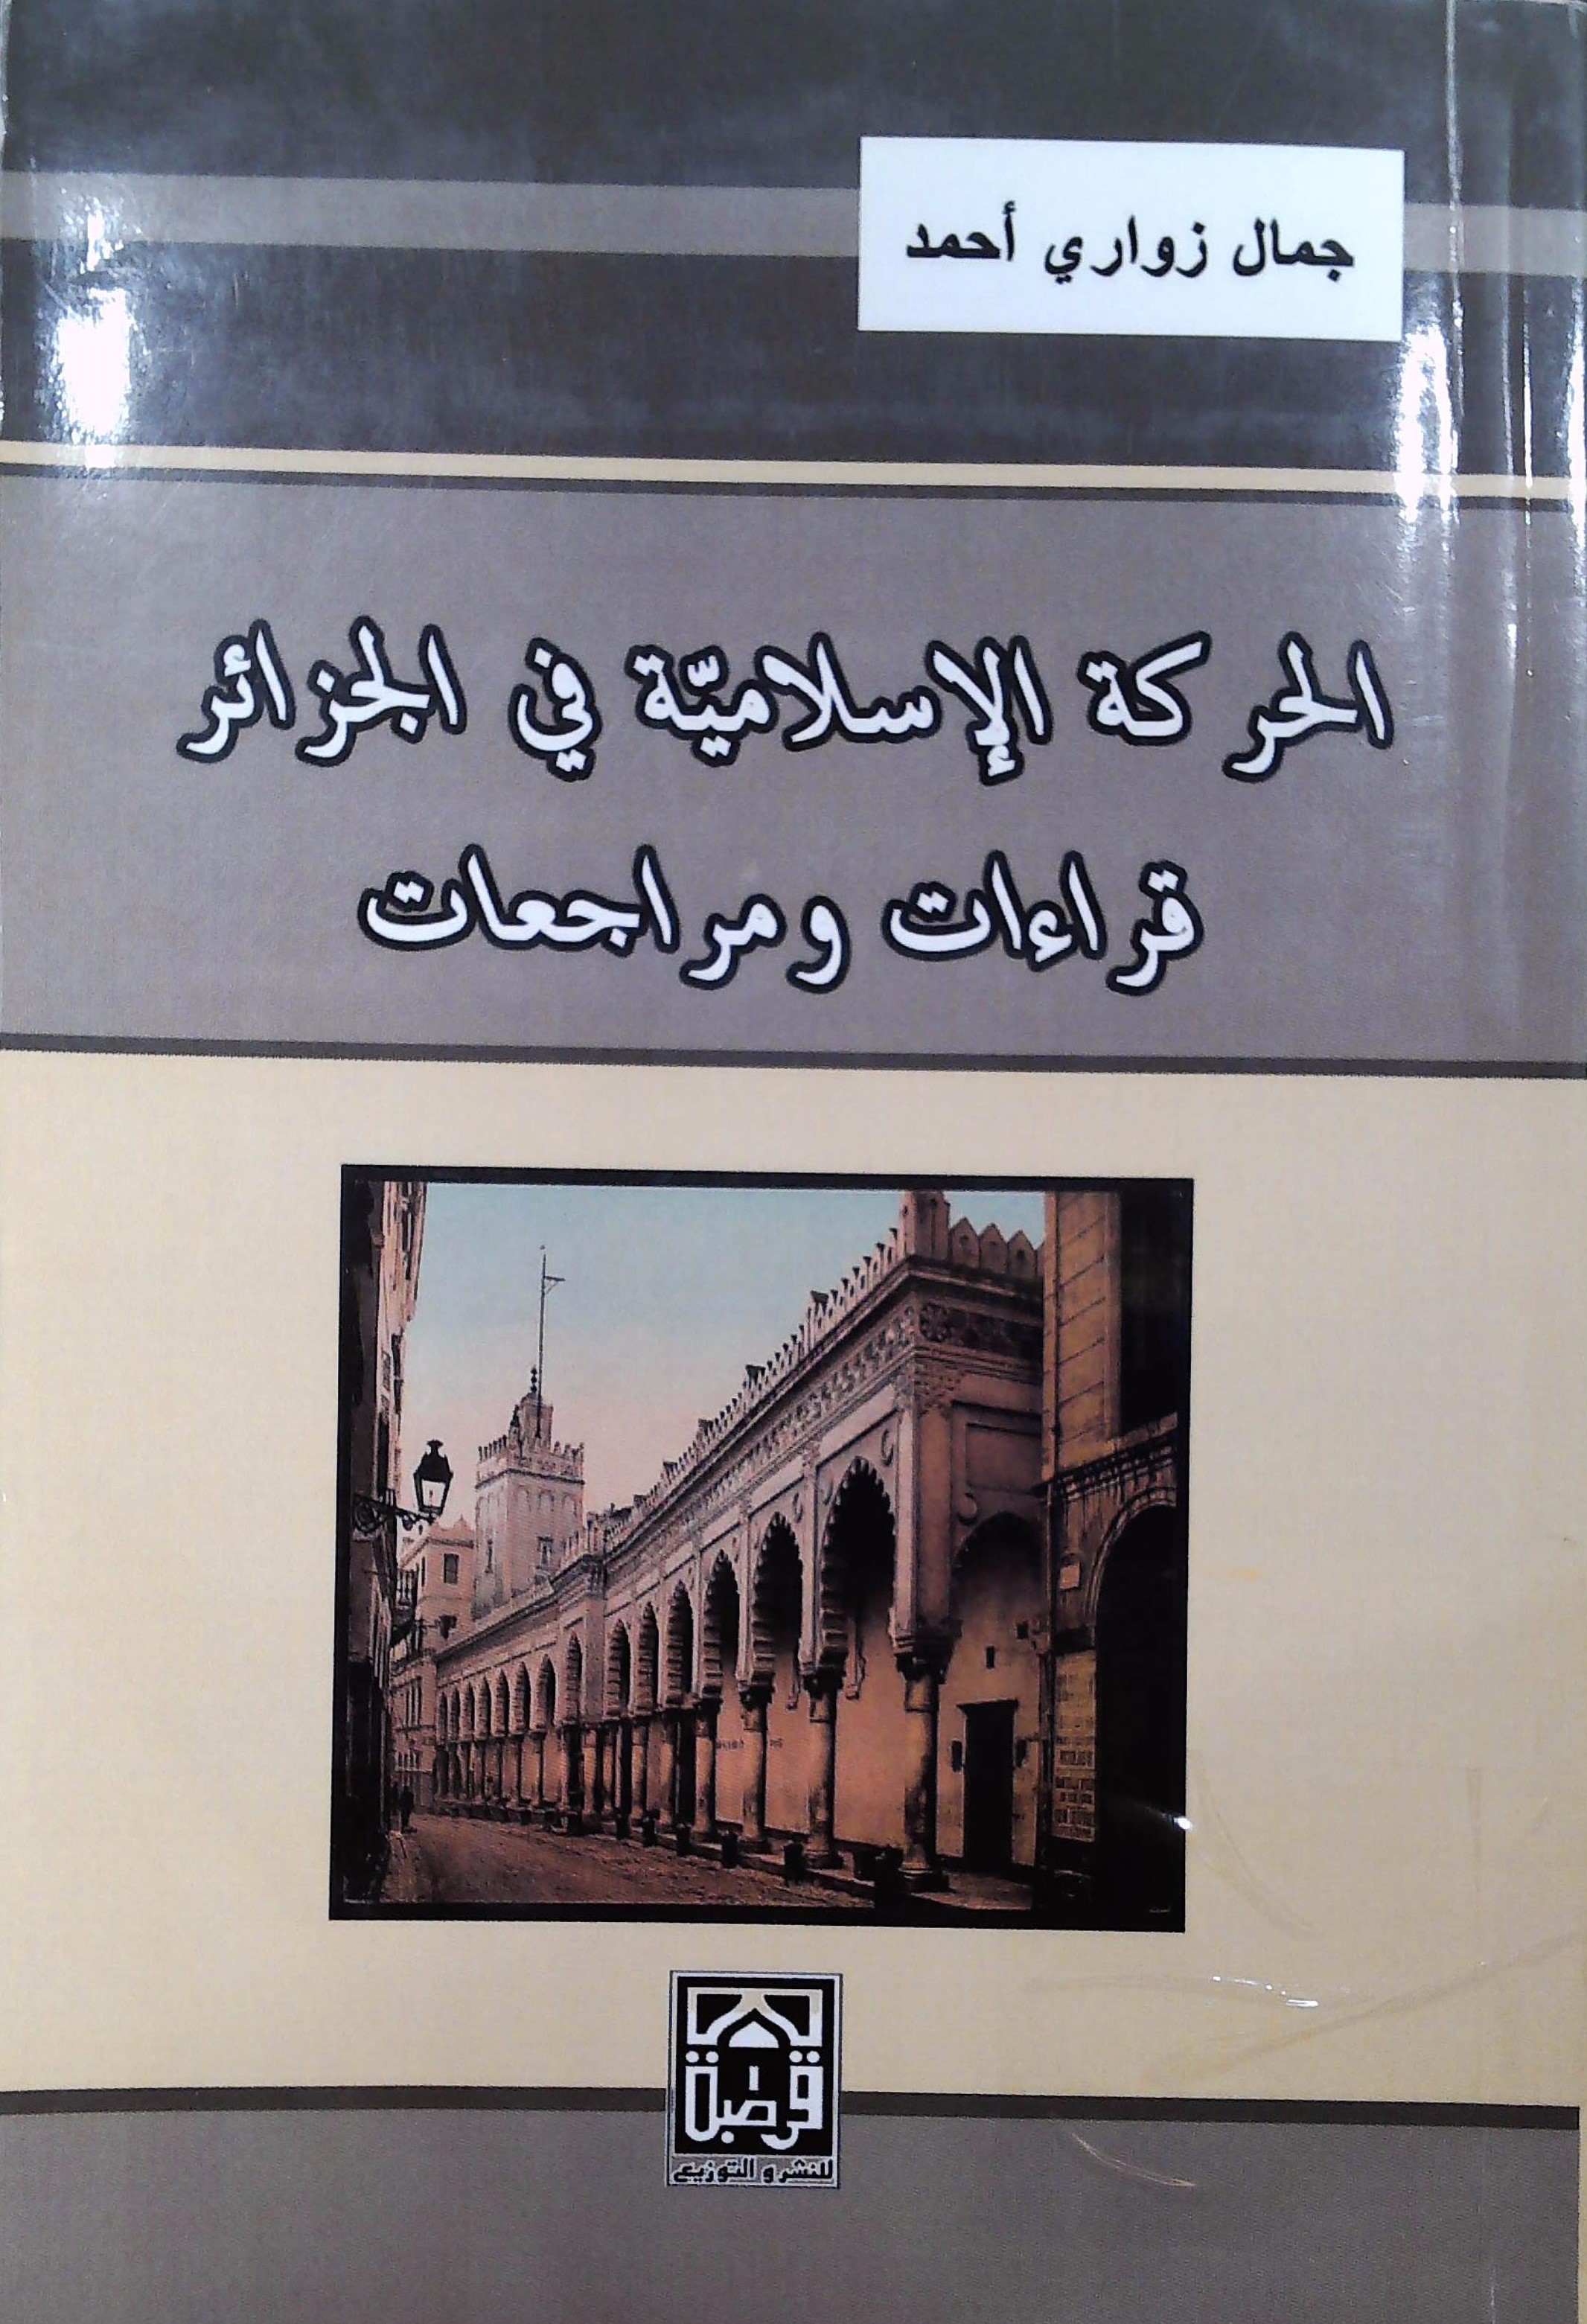 جمال زواري أحمد
الحركة الإسلاميّة في الجزائر
قراءات ومراجعات
قرطبة
للنشر و التوزيع